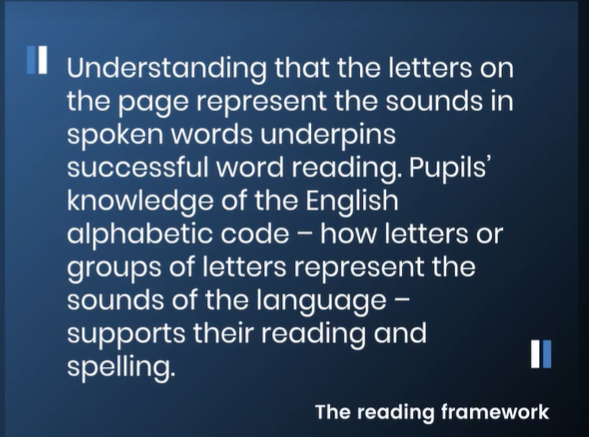 Understanding that the letters on
the page represent the sounds in
spoken words underpins
successful word reading. Pupils’
knowledge of the English
alphabetic code – how letters or
groups of letters represent the
sounds of the language –
supports their reading and
spelling.
The reading framework